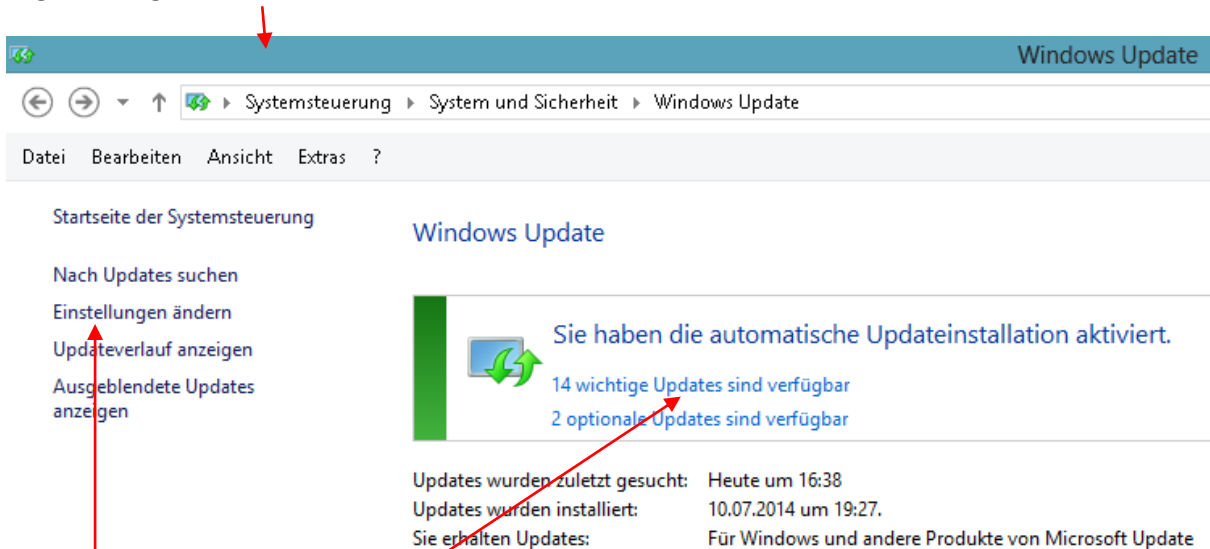 Windows Update
Systemsteuerung ▸ System und Sicherheit ▸ Windows Update
Datei Bearbeiten Ansicht Extras ?
Startseite der Systemsteuerung
Nach Updates suchen
Einstellungen ändern
Updateverlauf anzeigen
Ausgeblendete Updates
anzeigen
Windows Update
Sie haben die automatische Updateinstallation aktiviert.
14 wichtige Updates sind verfügbar
2 optionale Updates sind verfügbar
Updates wurden zuletzt gesucht: Heute um 16:38
Updates wurden installiert: 10.07.2014 um 19:27.
Sie erhalten Updates: Für Windows und andere Produkte von Microsoft Update